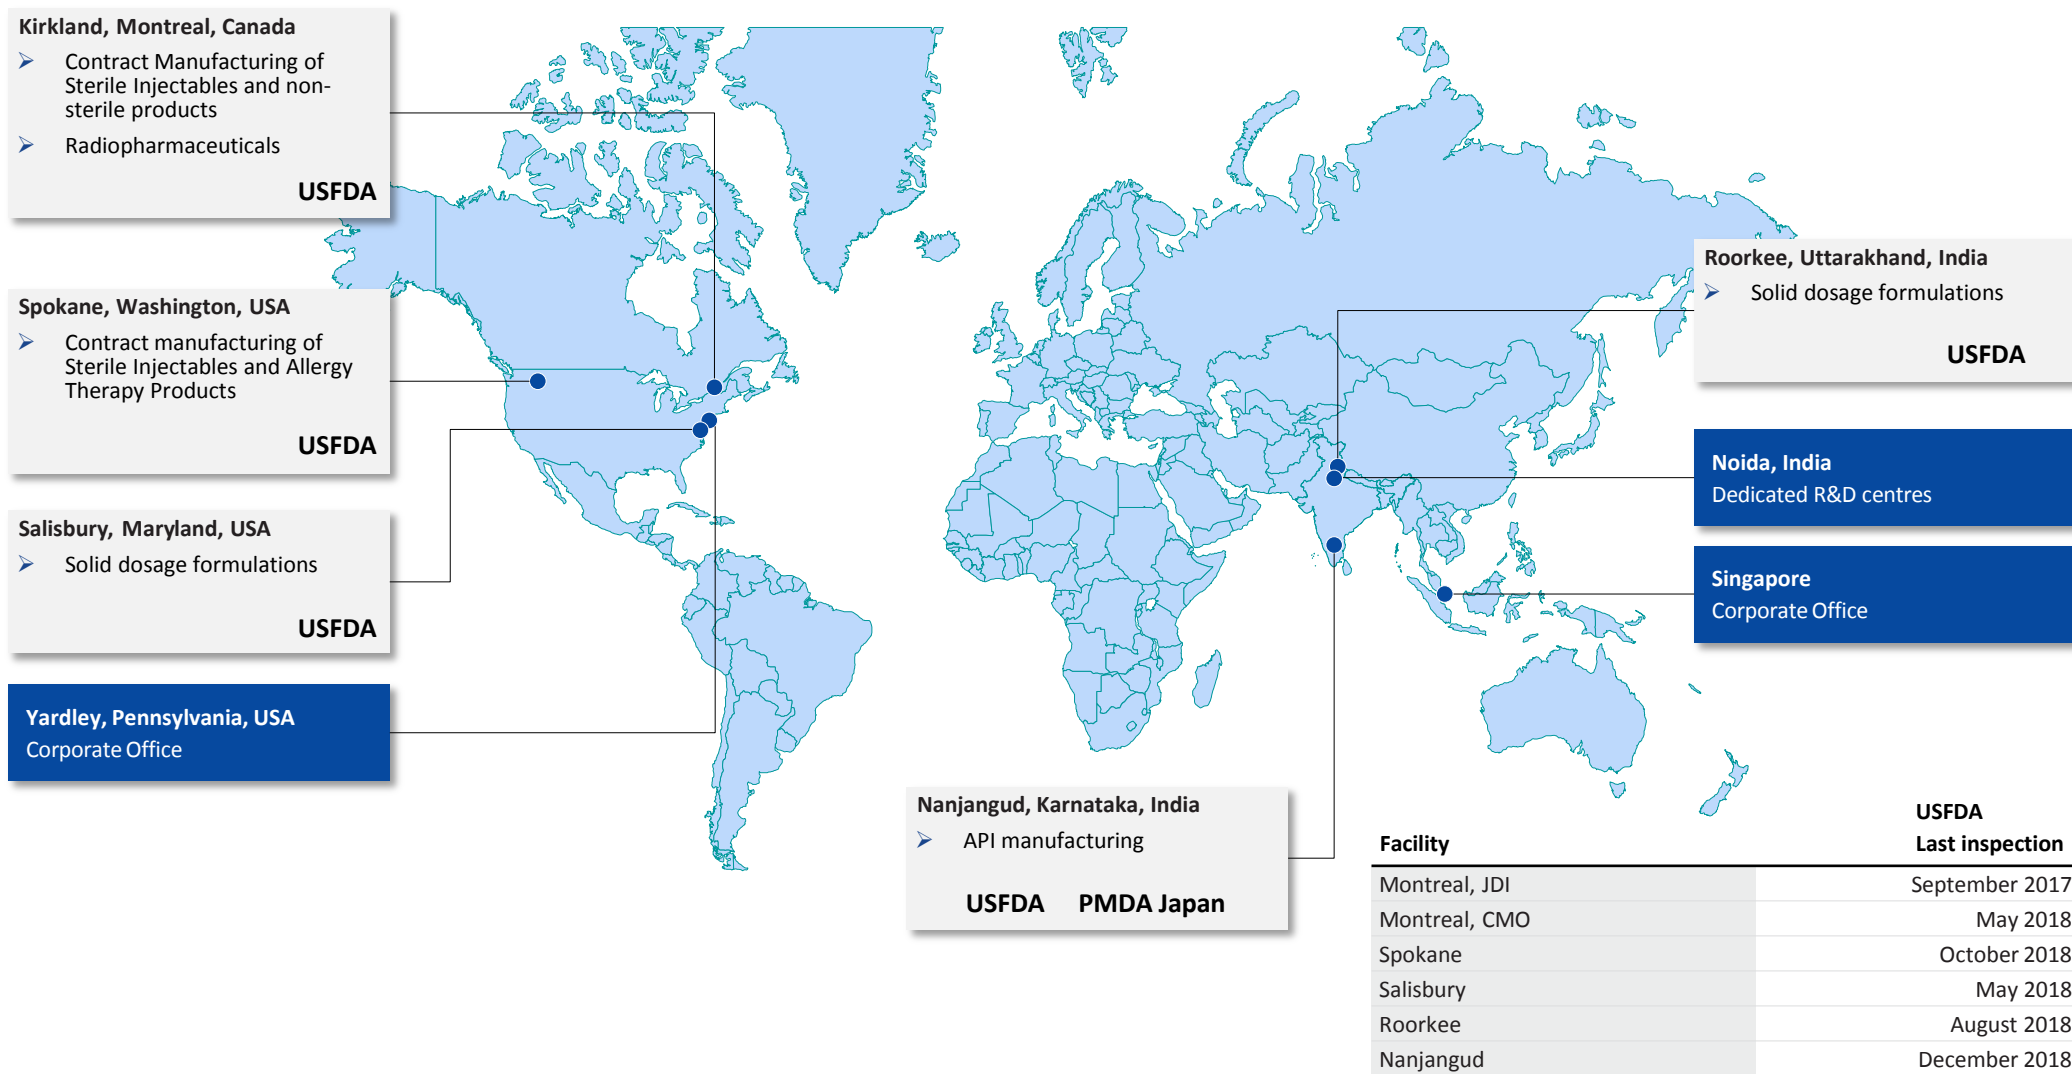 Kirkland, Montreal, Canada
➢ Contract Manufacturing of
Sterile Injectables and non-
sterile products
➢ Radiopharmaceuticals
USFDA
Spokane, Washington, USA
➢ Contract manufacturing of
Sterile Injectables and Allergy
Therapy Products
USFDA
Salisbury, Maryland, USA
➢ Solid dosage formulations
USFDA
Yardley, Pennsylvania, USA
Corporate Office
Roorkee, Uttarakhand, India
➢ Solid dosage formulations
USFDA
Noida, India
Dedicated R&D centres
Singapore
Corporate Office
Nanjangud, Karnataka, India
➢ API manufacturing
USFDA PMDA Japan
USFDA
Facility Last inspection
Montreal, JDI September 2017
Montreal, CMO May 2018
Spokane October 2018
Salisbury May 2018
Roorkee August 2018
Nanjangud December 2018